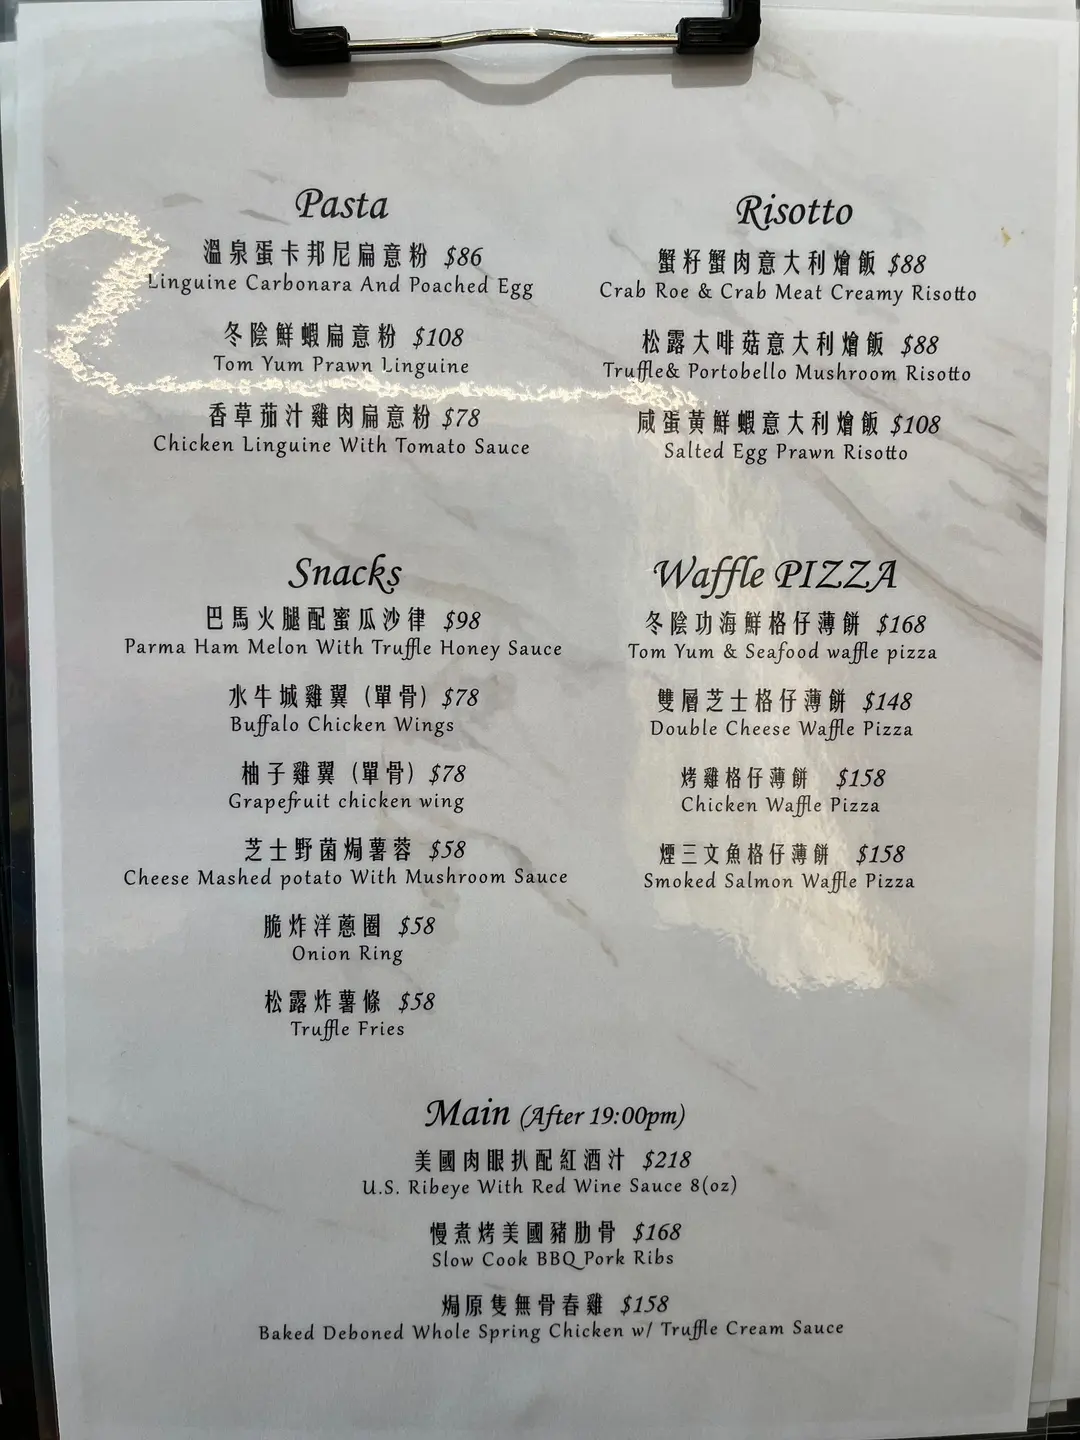 Pasta
溫泉蛋卡邦尼扁意粉 $86
Linguine Carbonara And Poached Egg
冬陰鮮蝦扁意粉 $108
Tom Yum Prawn Linguine
香草茄汁雞肉扁意粉 $78
Chicken Linguine With Tomato Sauce
Risotto
蟹籽蟹肉意大利燴飯 $88
Crab Roe & Crab Meat Creamy Risotto
松露大啡菇意大利燴飯 $88
Truffle& Portobello Mushroom Risotto
咸蛋黃鮮蝦意大利燴飯 $108
Salted Egg Prawn Risotto
Snacks
巴馬火腿配蜜瓜沙律 $98
Parma Ham Melon With Truffle Honey Sauce
水牛城雞翼 (單骨) $78
Buffalo Chicken Wings
柚子雞翼 (單骨) $78
Grapefruit chicken wing
芝士野菌焗薯蓉 $58
Cheese Mashed potato With Mushroom Sauce
脆炸洋蔥圈 $58
Onion Ring
松露炸薯條 $58
Truffle Fries
Waffle PIZZA
冬陰功海鮮格仔薄餅 $168
Tom Yum & Seafood waffle pizza
雙層芝士格仔薄餅 $148
Double Cheese Waffle Pizza
烤雞格仔薄餅 $158
Chicken Waffle Pizza
煙三文魚格仔薄餅 $158
Smoked Salmon Waffle Pizza
Main (After 19:00pm)
美國肉眼扒配紅酒汁 $218
U.S. Ribeye With Red Wine Sauce 8(oz)
慢煮烤美國豬肋骨 $168
Slow Cook BBQ Pork Ribs
焗原隻無骨春雞 $158
Baked Deboned Whole Spring Chicken w/ Truffle Cream Sauce